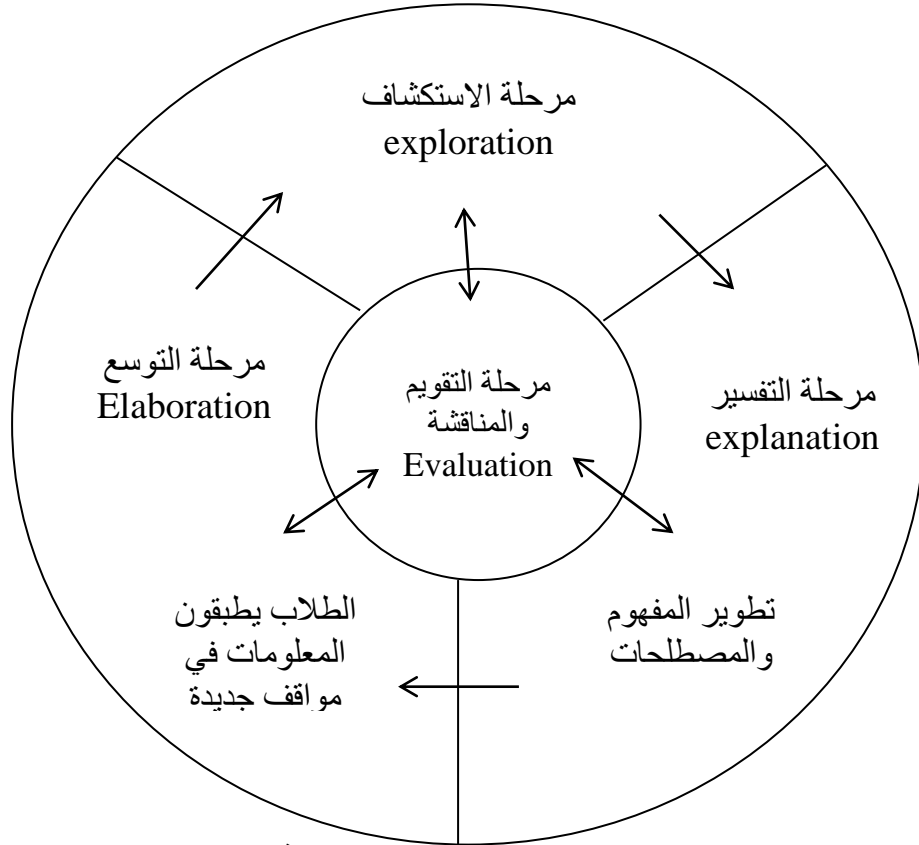 مرحلة الاستكشاف
exploration
مرحلة التفسير
explanation
تطوير المفهوم
والمصطلحات
مرحلة التقويم
والمناقشة
Evaluation
مرحلة التوسع
Elaboration
الطلاب يطبقون
المعلومات في
مواقف جديدة